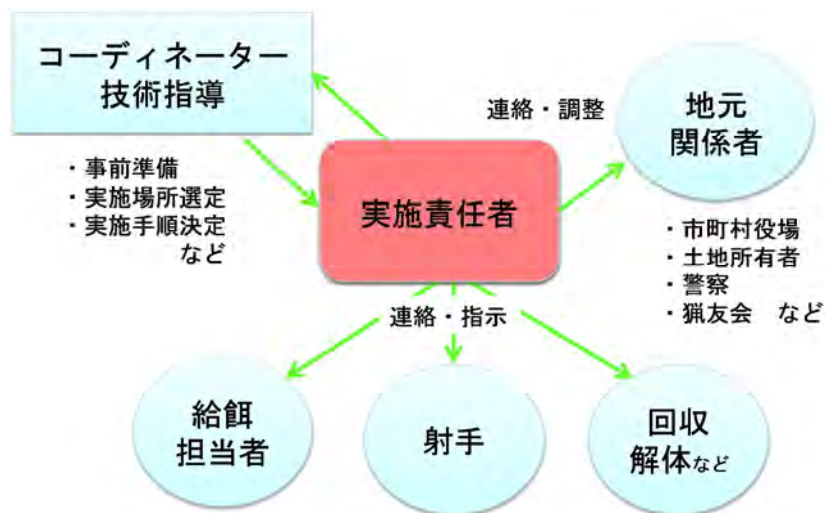 コーディネーター
技術指導
・事前準備
・実施場所選定
・実施手順決定
など
実施責任者
連絡・調整
地元
関係者
・市町村役場
・土地所有者
・警察
・猟友会 など
連絡・指示
給餌
担当者
射手
回収
解体など